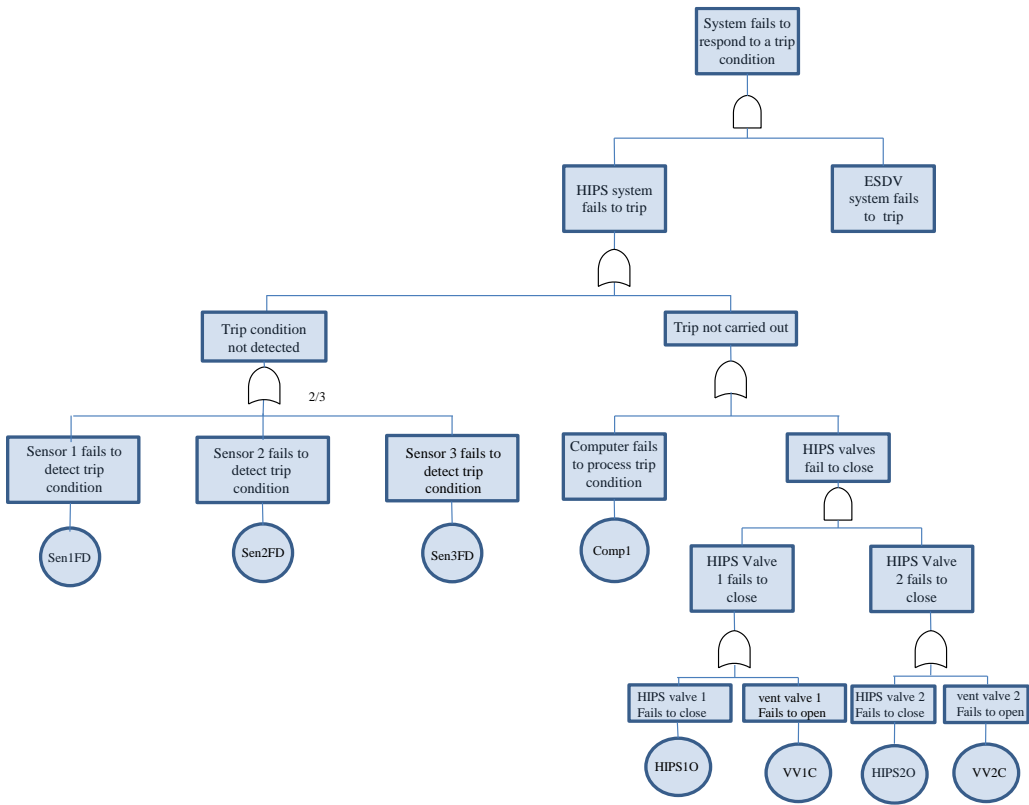 System fails to
respond to a trip
condition
HIPS system
fails to trip
ESDV
system fails
to trip
Trip condition
not detected
Trip not carried out
2/3
Sensor 1 fails to
detect trip
condition
Sensor 2 fails to
detect trip
condition
Sensor 3 fails to
detect trip
condition
Computer fails
to process trip
condition
HIPS valves
fail to close
Sen1FD
Sen2FD
Sen3FD
Comp1
HIPS Valve
1 fails to
close
HIPS Valve
2 fails to
close
HIPS valve 1
Fails to close
vent valve 1
Fails to open
HIPS valve 2
Fails to close
vent valve 2
Fails to open
HIPS1O
VV1C
HIPS2O
VV2C